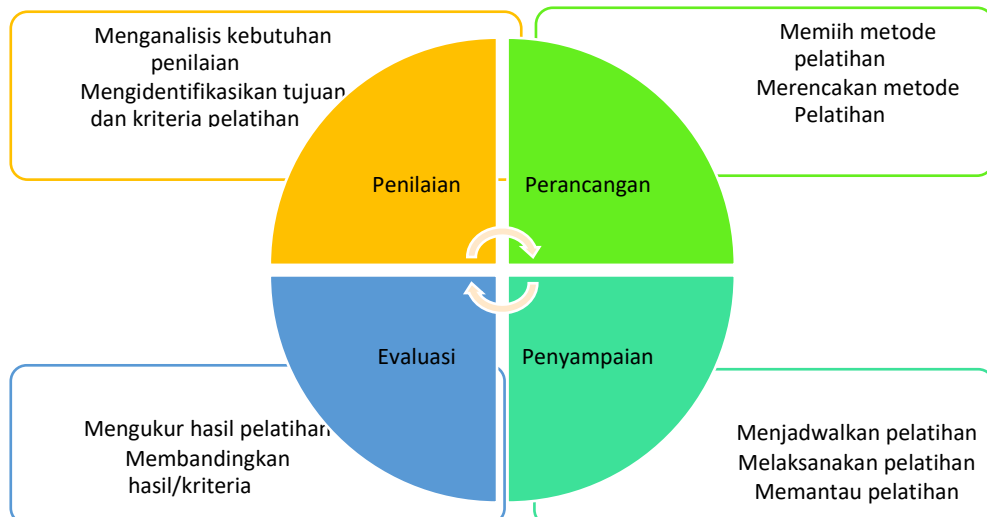 Menganalisis kebutuhan
penilaian
Mengidentifikasikan tujuan
dan kriteria pelatihan
Memiih metode
pelatihan
Merencakan metode
Pelatihan
Penilaian
Perancangan
Evaluasi
Penyampaian
Mengukur hasil pelatihan
Membandingkan
hasil/kriteria
Menjadwalkan pelatihan
Melaksanakan pelatihan
Memantau pelatihan